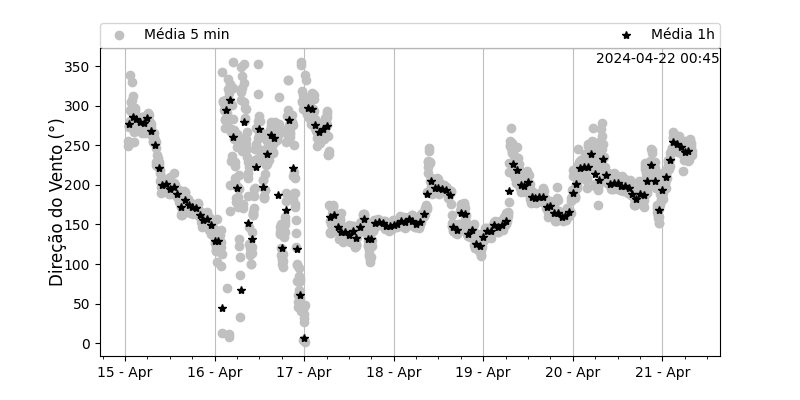 Média 5 min
Média 1h
2024-04-22 00:45
Direção do Vento (°)
350
300
250
200
150
100
50
0
15 - Apr
16 - Apr
17 - Apr
18 - Apr
19 - Apr
20 - Apr
21 - Apr